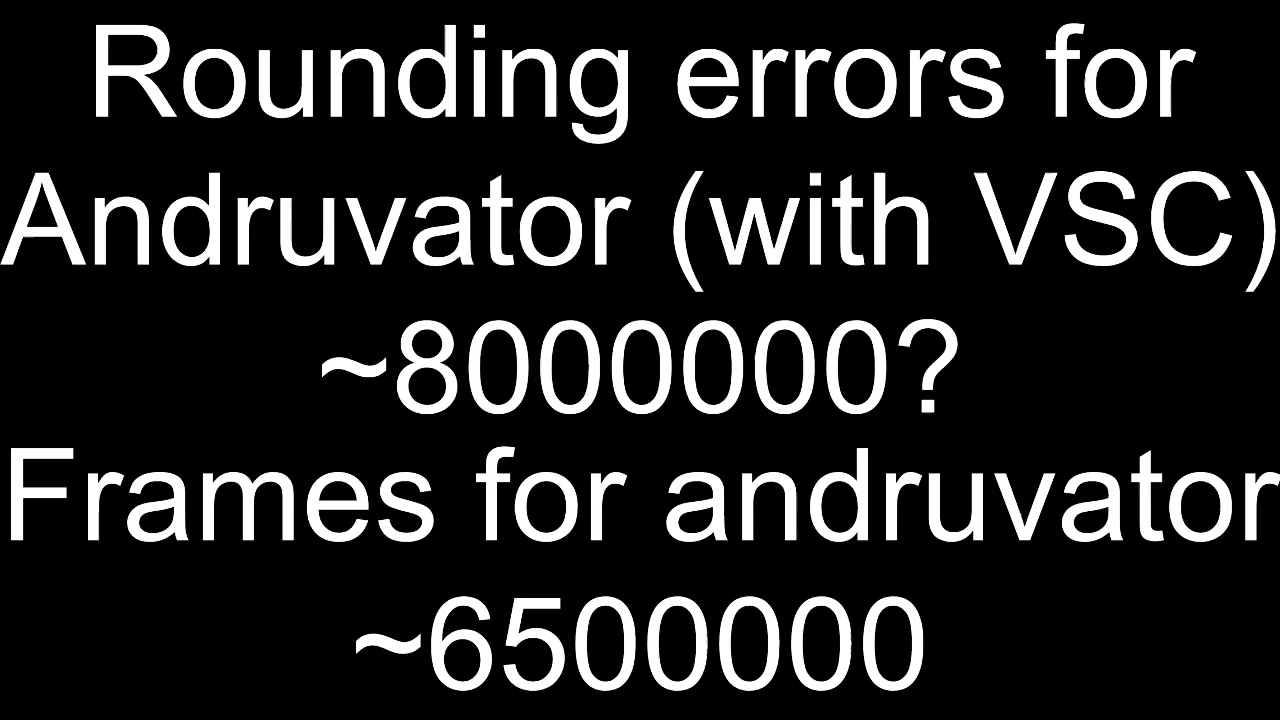 Rounding errors for
Andruvator (with VSC)
~8000000?
Frames for andruvator
~6500000